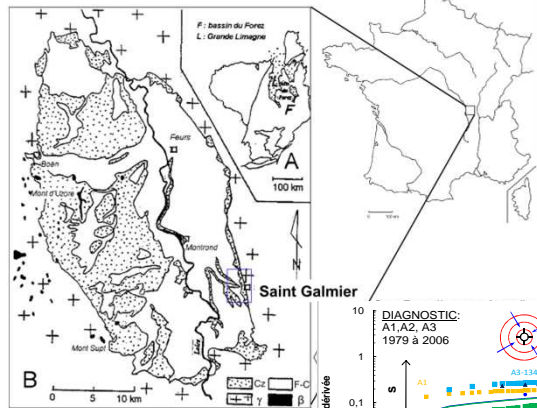 F : bassin du Forez
L : Grande Limagne
F
A
100 km
Feurs
Boën
Mont d'Uzore
Montrond
N
Saint Galmier
Mont Supt
B
0 5 10 km
Cz
F-C
γ
β
DIAGNOSTIC:
A1,A2, A3
1979 à 2006
10
1
0,1
s
dérivée
A1
A3-134